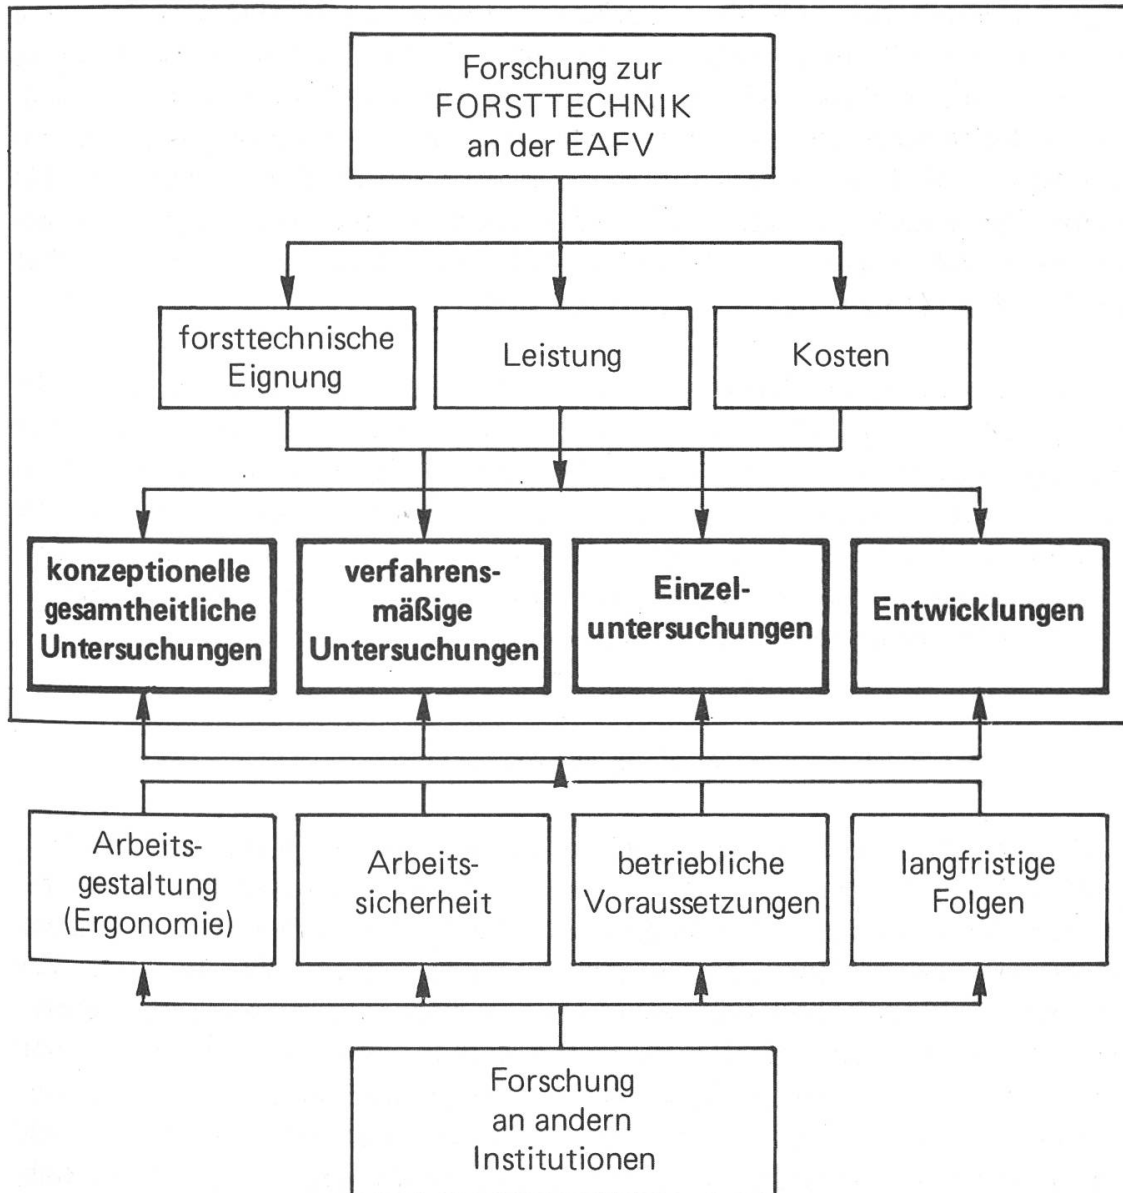 Forschung zur
FORSTTECHNIK
an der EAFV
forsttechnische
Eignung
Leistung
Kosten
konzeptionelle
gesamtheitliche
Untersuchungen
verfahrens-
mäßige
Untersuchungen
Einzel-
untersuchungen
Entwicklungen
Arbeits-
gestaltung
(Ergonomie)
Arbeits-
sicherheit
betriebliche
Voraussetzungen
langfristige
Folgen
Forschung
an andern
Institutionen